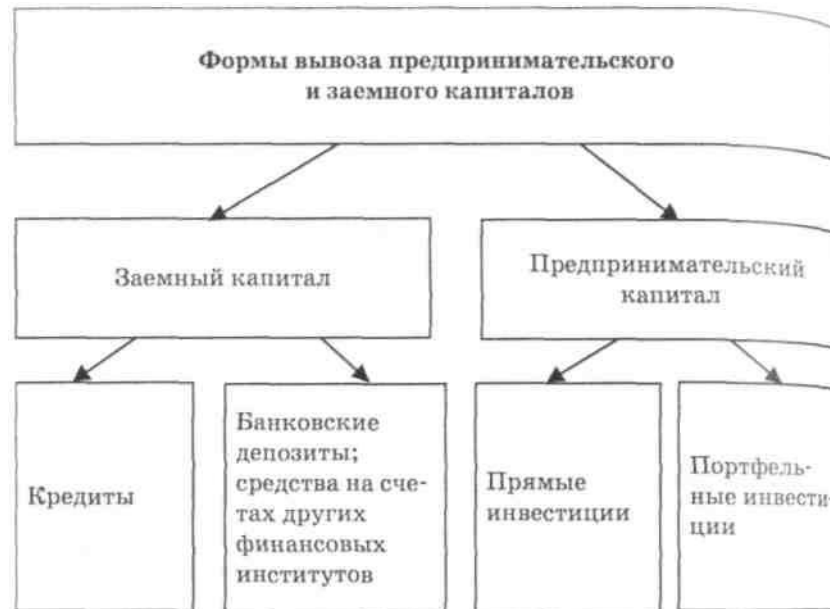 Формы вывоза предпринимательского
и заемного капиталов
Заемный капитал
Предпринимательский
капитал
Кредиты
Банковские
депозиты;
средства на сче-
тах других
финансовых
институтов
Прямые
инвестиции
Портфель-
ные инвести-
ции